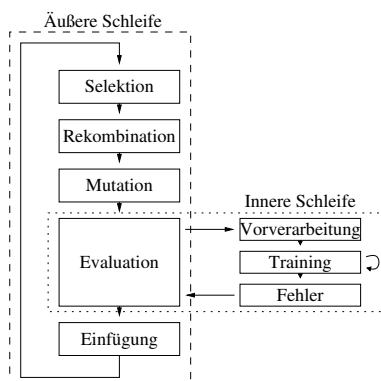 Äußere Schleife
Selektion
Rekombination
Mutation
Innere Schleife
Evaluation
Vorverarbeitung
Training
Fehler
Einfügung